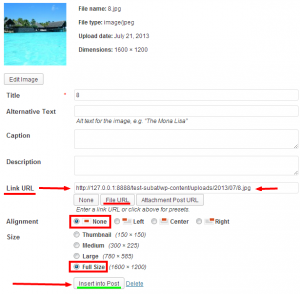 File name: 8.jpg
File type: image/jpeg
Upload date: July 21, 2013
Dimensions: 1600 × 1200
Edit Image
Title * 8
Alternative Text
Alt text for the image, e.g. "The Mona Lisa"
Caption
Description
Link URL http://127.0.0.1:8888/test-subat/wp-content/uploads/2013/07/8.jpg
None File URL Attachment Post URL
Enter a link URL or click above for presets.
Alignment None Left Center Right
Size Thumbnail (150 × 150)
Medium (300 × 225)
Large (780 × 585)
Full Size (1600 × 1200)
Insert into Post Delete